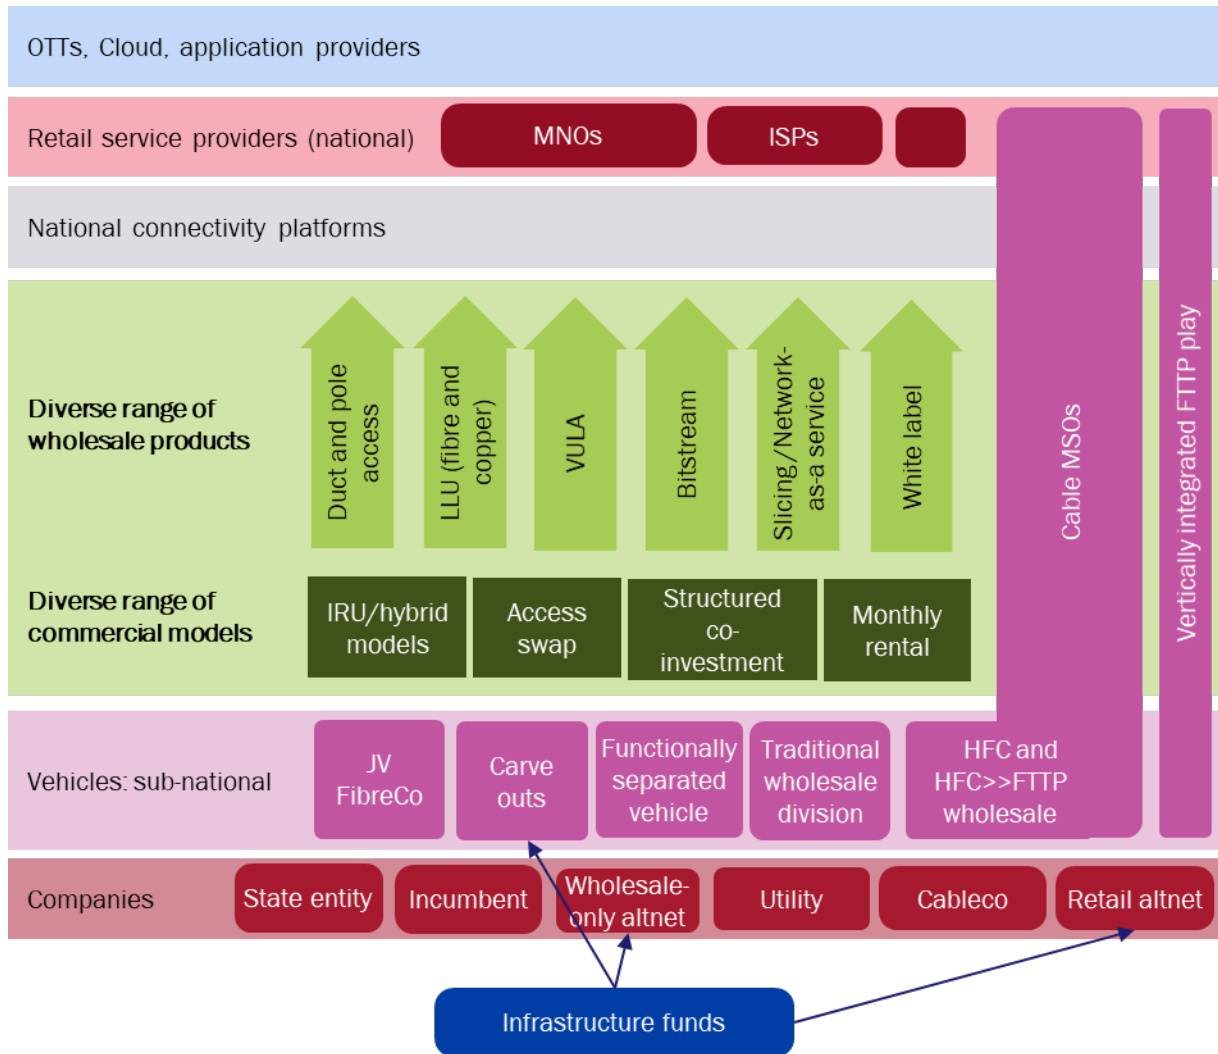 OTTs, Cloud, application providers
Retail service providers (national)
MNOs
ISPs
National connectivity platforms
Diverse range of
wholesale products
Duct and pole
access
LLU (fibre and
copper)
VULA
Bitstream
Slicing /Network-
as-a service
White label
Cable MSOs
Vertically integrated FTTP play
Diverse range of
commercial models
IRU/hybrid
models
Access
swap
Structured
co-
investment
Monthly
rental
Vehicles: sub-national
JV
FibreCo
Carve
outs
Functionally
separated
vehicle
Traditional
wholesale
division
HFC and
HFC>>FTTP
wholesale
Companies
State entity
Incumbent
Wholesale-
only altnet
Utility
Cableco
Retail altnet
Infrastructure funds